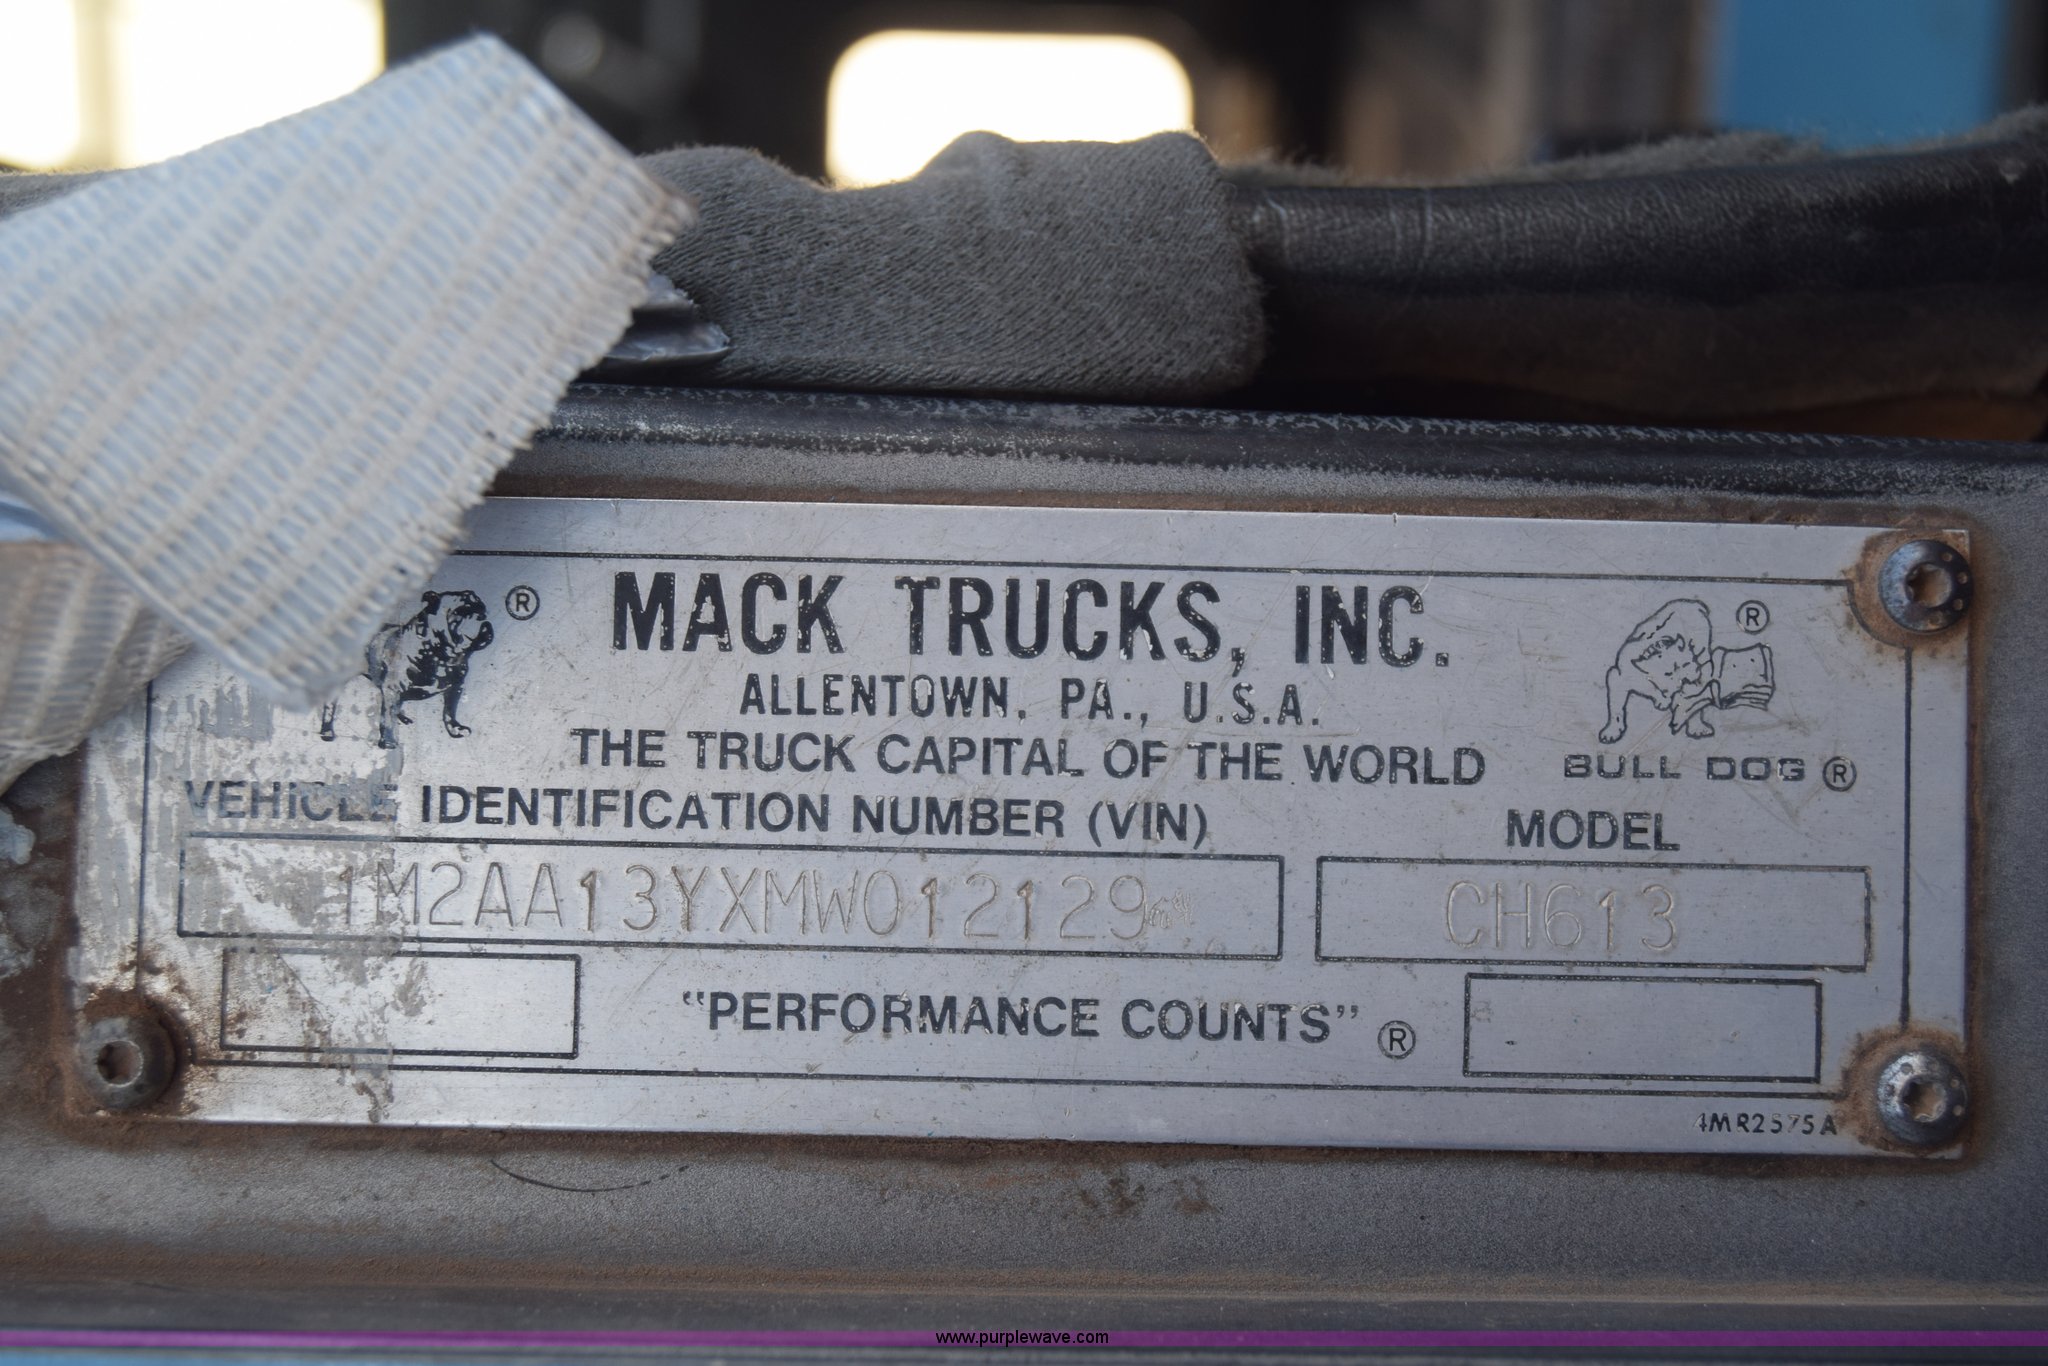 ®
MACK TRUCKS, INC.
®
ALLENTOWN, PA., U.S.A.
THE TRUCK CAPITAL OF THE WORLD
BULL DOG ®
VEHICLE IDENTIFICATION NUMBER (VIN)
MODEL
1M2AA13YXMW012129
CH613
"PERFORMANCE COUNTS" ®
4MR2575A
www.purplewave.com